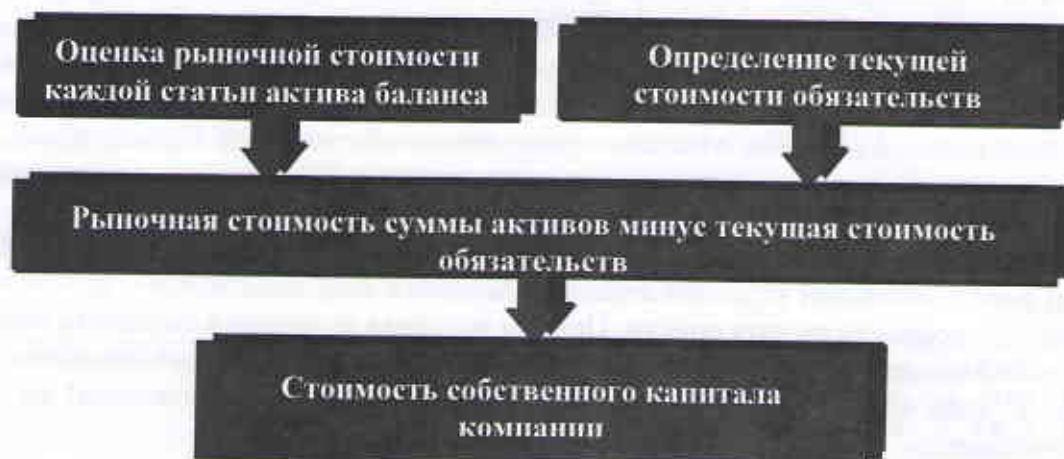 Оценка рыночной стоимости
каждой статьи актива баланса
Определение текущей
стоимости обязательств
Рыночная стоимость суммы активов минус текущая стоимость
обязательств
Стоимость собственного капитала
компании